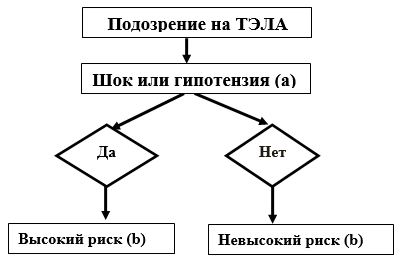 Подозрение на ТЭЛА
Шок или гипотензия (a)
Да
Нет
Высокий риск (b)
Невысокий риск (b)